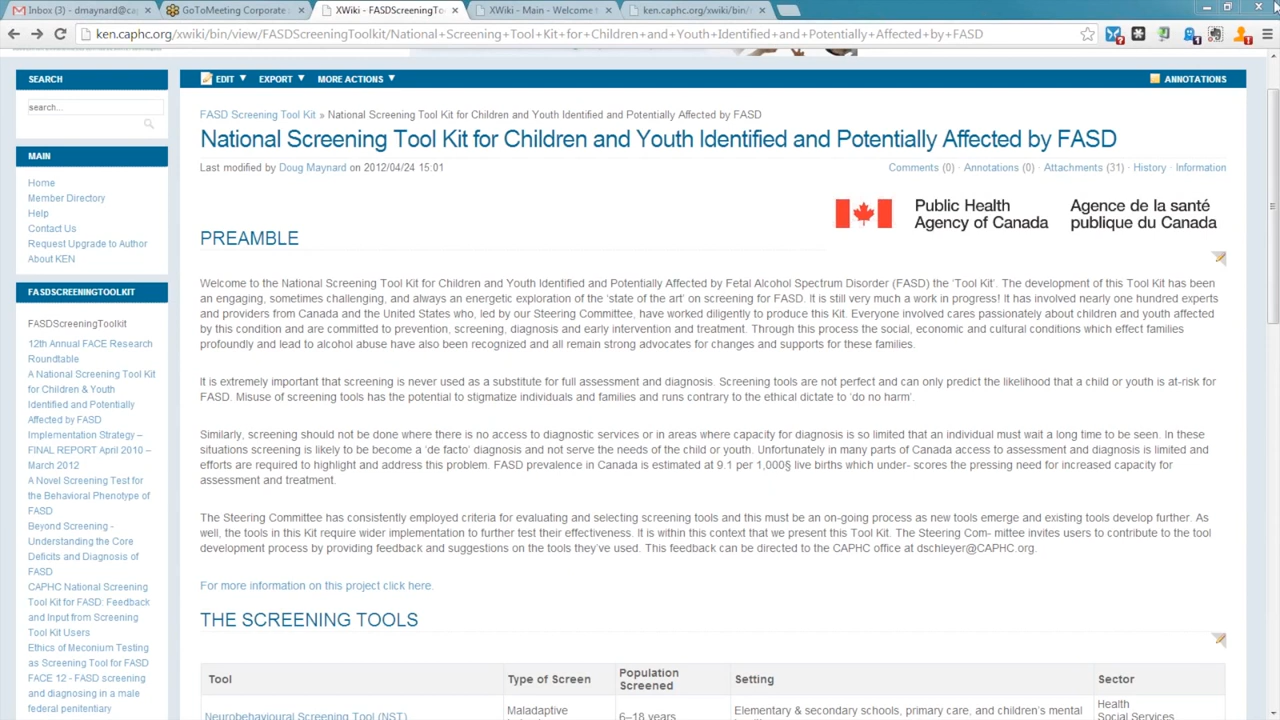 Inbox (3) - dmaynard@ca
GoToMeeting Corporate
XWiki - FASDScreeningTo
XWiki - Main - Welcome
ken.caphc.org/xwiki/bin/
ken.caphc.org/xwiki/bin/view/FASDScreeningToolkit/National+Screening+Tool+Kit+for+Children+and+Youth+Identified+and+Potentially+Affected+by+FASD
SEARCH
search...
MAIN
Home
Member Directory
Help
Contact Us
Request Upgrade to Author
About KEN
FASDSCREENINGTOOLKIT
FASDScreeningToolkit
12th Annual FACE Research
Roundtable
A National Screening Tool Kit
for Children & Youth
Identified and Potentially
Affected by FASD
Implementation Strategy –
FINAL REPORT April 2010 –
March 2012
A Novel Screening Test for
the Behavioral Phenotype of
FASD
Beyond Screening -
Understanding the Core
Deficits and Diagnosis of
FASD
CAPHC National Screening
Tool Kit for FASD: Feedback
and Input from Screening
Tool Kit Users
Ethics of Meconium Testing
as Screening Tool for FASD
FACE 12 - FASD screening
and diagnosing in a male
federal penitentiary
EDIT
EXPORT
MORE ACTIONS
ANNOTATIONS
FASD Screening Tool Kit » National Screening Tool Kit for Children and Youth Identified and Potentially Affected by FASD
National Screening Tool Kit for Children and Youth Identified and Potentially Affected by FASD
Last modified by Doug Maynard on 2012/04/24 15:01
Comments (0) · Annotations (0) · Attachments (31) · History · Information
Public Health
Agency of Canada
Agence de la santé
publique du Canada
PREAMBLE
Welcome to the National Screening Tool Kit for Children and Youth Identified and Potentially Affected by Fetal Alcohol Spectrum Disorder (FASD) the 'Tool Kit'. The development of this Tool Kit has been
an engaging, sometimes challenging, and always an energetic exploration of the 'state of the art' on screening for FASD. It is still very much a work in progress! It has involved nearly one hundred experts
and providers from Canada and the United States who, led by our Steering Committee, have worked diligently to produce this Kit. Everyone involved cares passionately about children and youth affected
by this condition and are committed to prevention, screening, diagnosis and early intervention and treatment. Through this process the social, economic and cultural conditions which effect families
profoundly and lead to alcohol abuse have also been recognized and all remain strong advocates for changes and supports for these families.
It is extremely important that screening is never used as a substitute for full assessment and diagnosis. Screening tools are not perfect and can only predict the likelihood that a child or youth is at-risk for
FASD. Misuse of screening tools has the potential to stigmatize individuals and families and runs contrary to the ethical dictate to 'do no harm'.
Similarly, screening should not be done where there is no access to diagnostic services or in areas where capacity for diagnosis is so limited that an individual must wait a long time to be seen. In these
situations screening is likely to be become a 'de facto' diagnosis and not serve the needs of the child or youth. Unfortunately in many parts of Canada access to assessment and diagnosis is limited and
efforts are required to highlight and address this problem. FASD prevalence in Canada is estimated at 9.1 per 1,000§ live births which under- scores the pressing need for increased capacity for
assessment and treatment.
The Steering Committee has consistently employed criteria for evaluating and selecting screening tools and this must be an on-going process as new tools emerge and existing tools develop further. As
well, the tools in this Kit require wider implementation to further test their effectiveness. It is within this context that we present this Tool Kit. The Steering Com- mittee invites users to contribute to the tool
development process by providing feedback and suggestions on the tools they've used. This feedback can be directed to the CAPHC office at dschleyer@CAPHC.org.
For more information on this project click here.
THE SCREENING TOOLS
Tool
Type of Screen
Population
Screened
Setting
Sector
Neurobehavioural Screening Tool (NST)
Maladaptive
6–18 years
Elementary & secondary schools, primary care, and children's mental
Health
Social Services